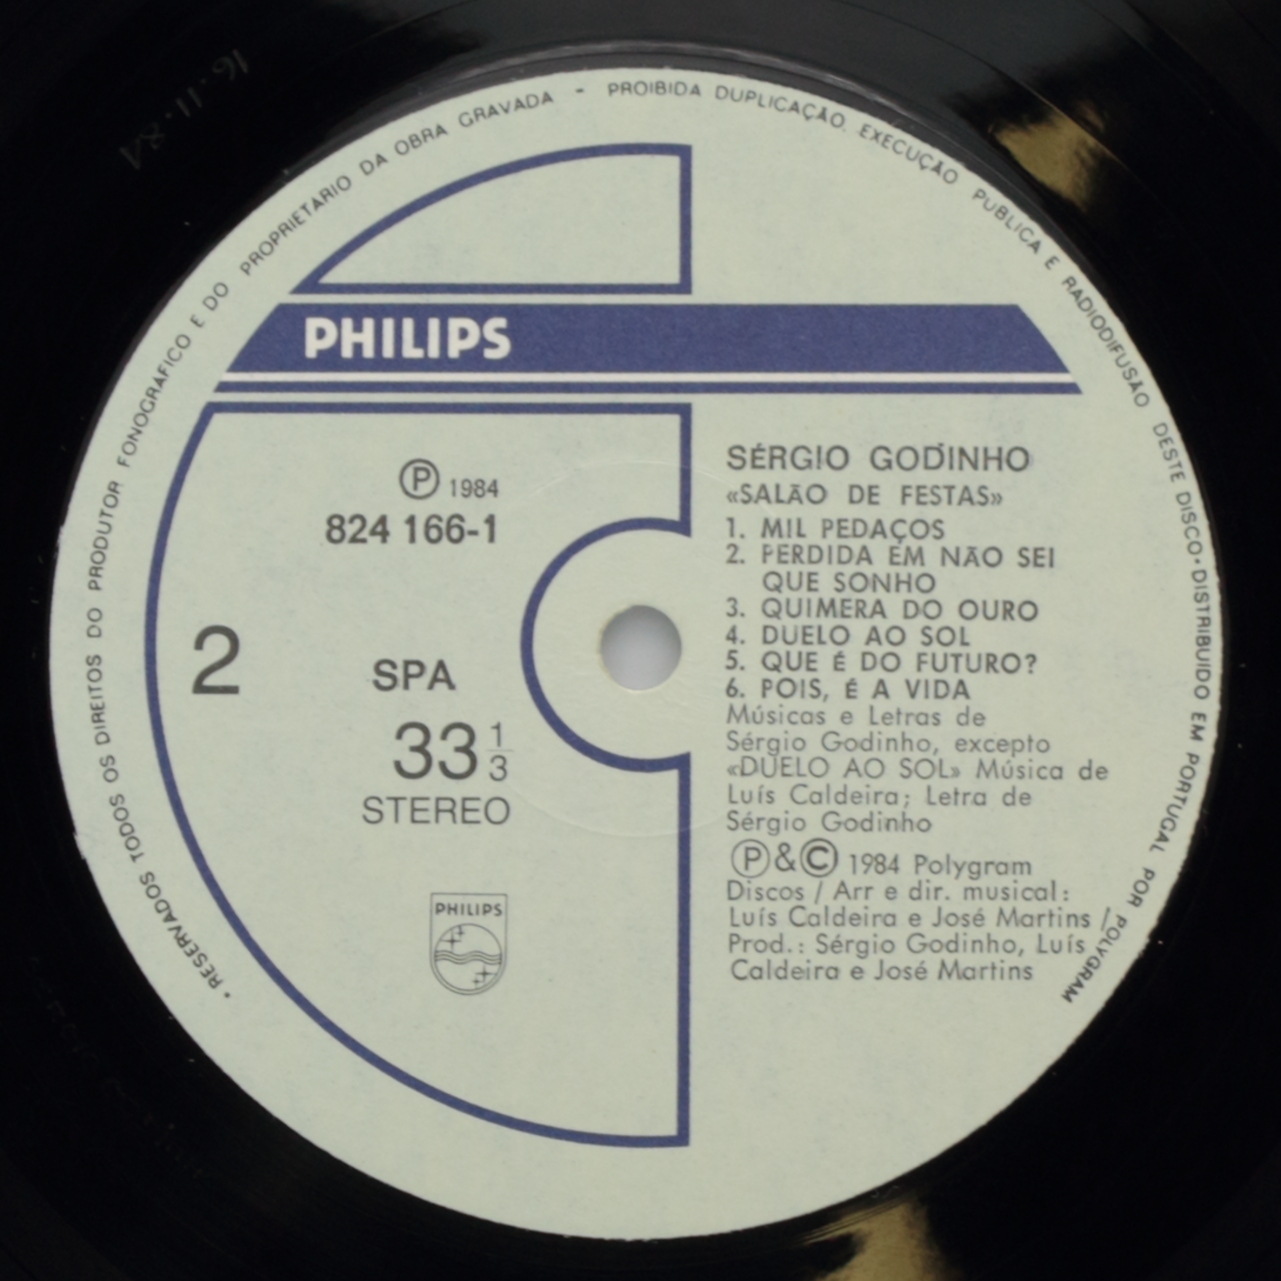 • RESERVADOS TODOS OS DIREITOS DO PRODUTOR FONOGRAFICO E DO PROPRIETARIO DA OBRA GRAVADA - PROIBIDA DUPLICAÇÃO, EXECUÇÃO PUBLICA E RADIODIFUSÃO DESTE DISCO • DISTRIBUIDO EM PORTUGAL POR POLYGRAM
PHILIPS
Ⓟ 1984
824 166-1
2
SPA
33 1/3
STEREO
PHILIPS
SÉRGIO GODINHO
«SALÃO DE FESTAS»
1. MIL PEDAÇOS
2. PERDIDA EM NÃO SEI
QUE SONHO
3. QUIMERA DO OURO
4. DUELO AO SOL
5. QUE É DO FUTURO?
6. POIS, É A VIDA
Músicas e Letras de
Sérgio Godinho, excepto
«DUELO AO SOL» Música de
Luís Caldeira; Letra de
Sérgio Godinho
Ⓟ&© 1984 Polygram
Discos / Arr e dir. musical:
Luís Caldeira e José Martins /
Prod.: Sérgio Godinho, Luís
Caldeira e José Martins